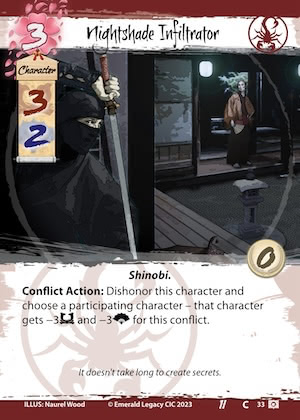 Nightshade Infiltrator
3
Character
3
2
0
Shinobi.
Conflict Action: Dishonor this character and
choose a participating character – that character
gets –3 and –3 for this conflict.
it doesn't take long to create secrets.
ILLUS: Naurel Wood © Emerald Legacy CIC 2023 C 33